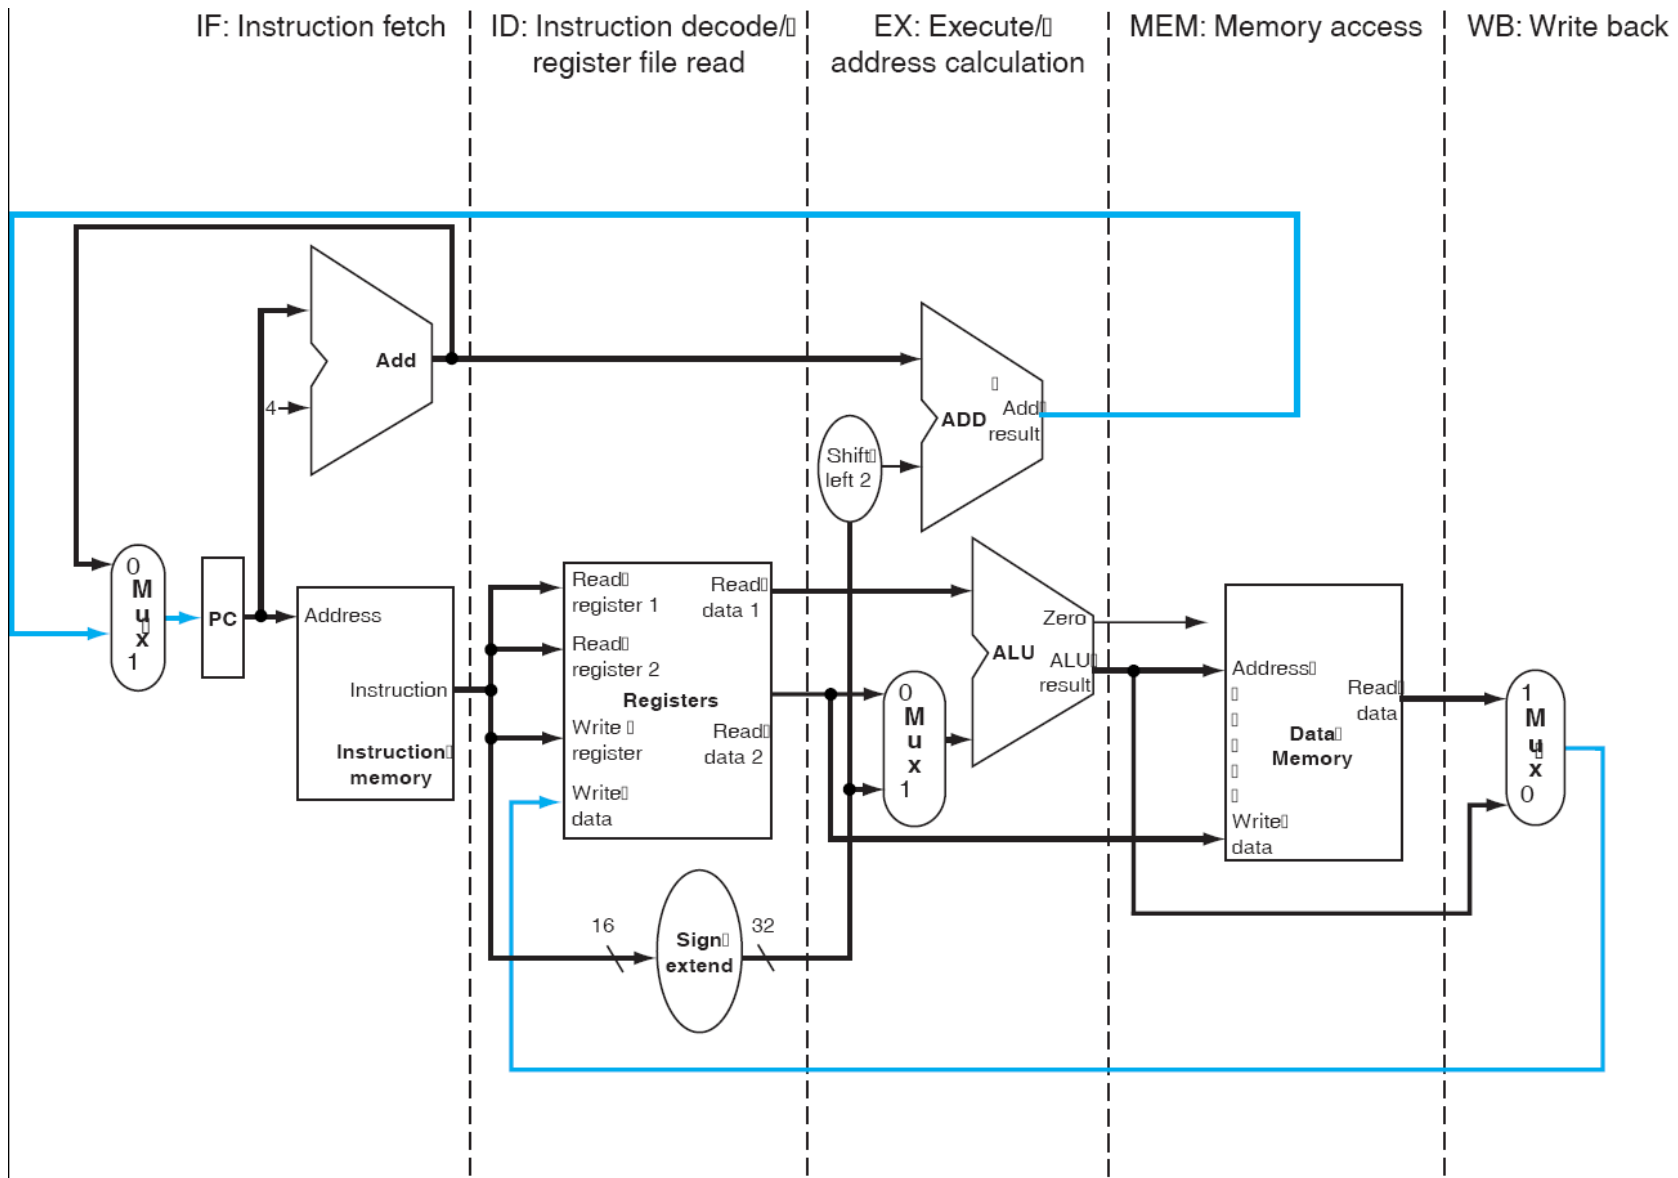 IF: Instruction fetch
ID: Instruction decode/
register file read
EX: Execute/
address calculation
MEM: Memory access
WB: Write back
Add
4
ADD
Add
result
Shift
left 2
0
M
u
x
1
PC
Address
Instruction
Instruction
memory
Read
register 1
Read
data 1
Read
register 2
Registers
Write
register
Read
data 2
Write
data
16
Sign
extend
32
0
M
u
x
1
Zero
ALU
ALU
result
Address
Read
data
Data
Memory
Write
data
1
M
u
x
0